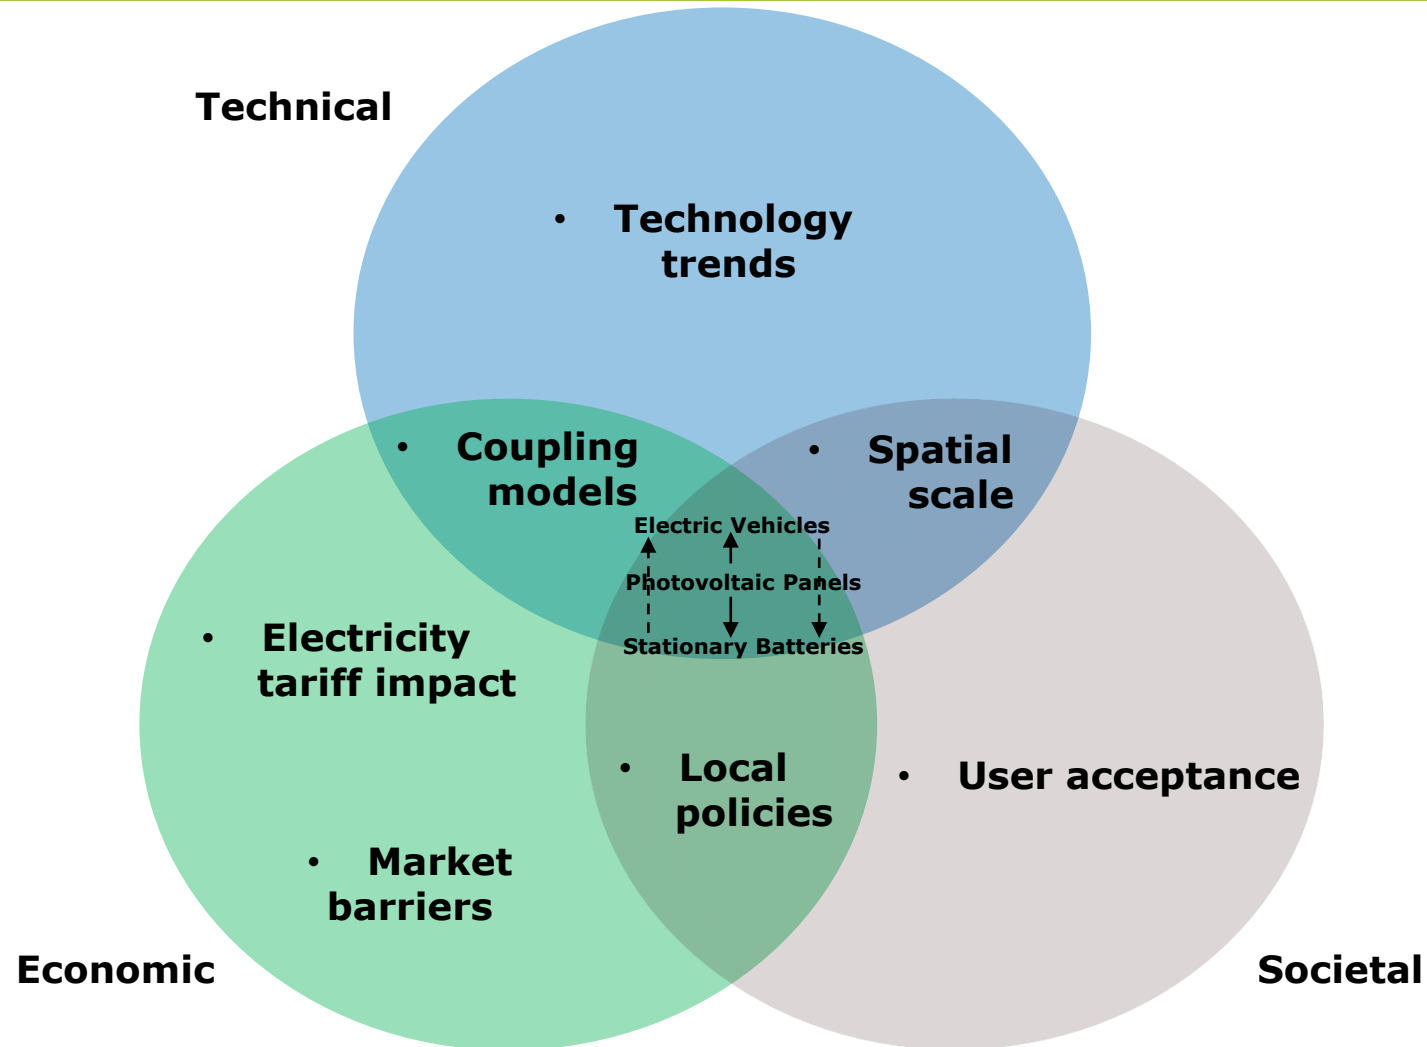 Technical
• Technology
trends
• Coupling
models
• Spatial
scale
Electric Vehicles
Photovoltaic Panels
Stationary Batteries
• Electricity
tariff impact
• Local
policies
• User acceptance
• Market
barriers
Economic
Societal